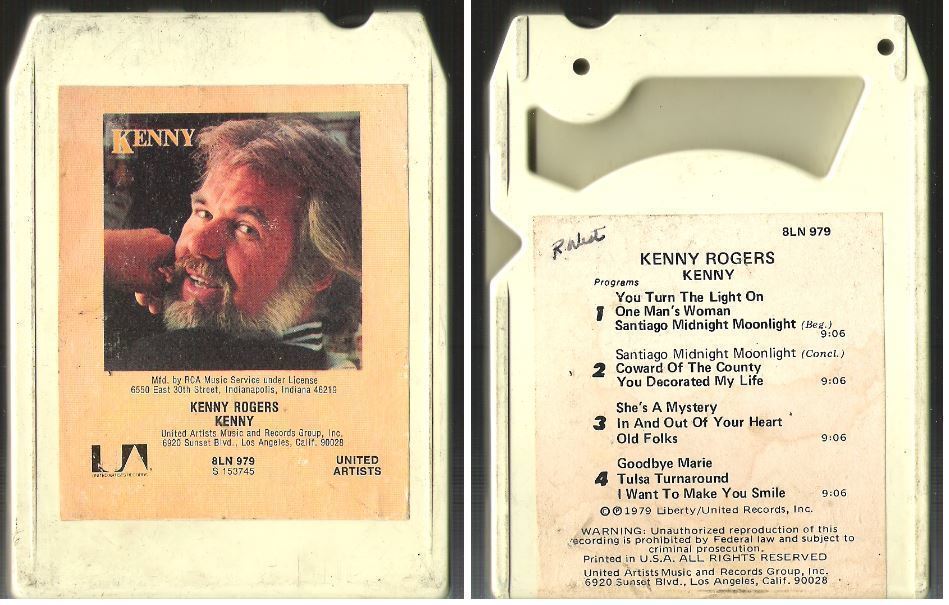 KENNY
Mfd. by RCA Music Service under License
6550 East 30th Street, Indianapolis, Indiana 46219
KENNY ROGERS
KENNY
United Artists Music and Records Group, Inc.
6920 Sunset Blvd., Los Angeles, Calif. 90028
UA
UNITED ARTISTS RECORDS
8LN 979
S 153745
UNITED
ARTISTS
R. West
8LN 979
KENNY ROGERS
KENNY
Programs
1
You Turn The Light On
One Man's Woman
Santiago Midnight Moonlight (Beg.)
9:06
2
Santiago Midnight Moonlight (Concl.)
Coward Of The County
You Decorated My Life 9:06
3
She's A Mystery
In And Out Of Your Heart
Old Folks 9:06
4
Goodbye Marie
Tulsa Turnaround
I Want To Make You Smile 9:06
©℗1979 Liberty/United Records, Inc.
WARNING: Unauthorized reproduction of this
recording is prohibited by Federal law and subject to
criminal prosecution.
Printed in U.S.A. ALL RIGHTS RESERVED
United Artists Music and Records Group, Inc.
6920 Sunset Blvd., Los Angeles, Calif. 90028